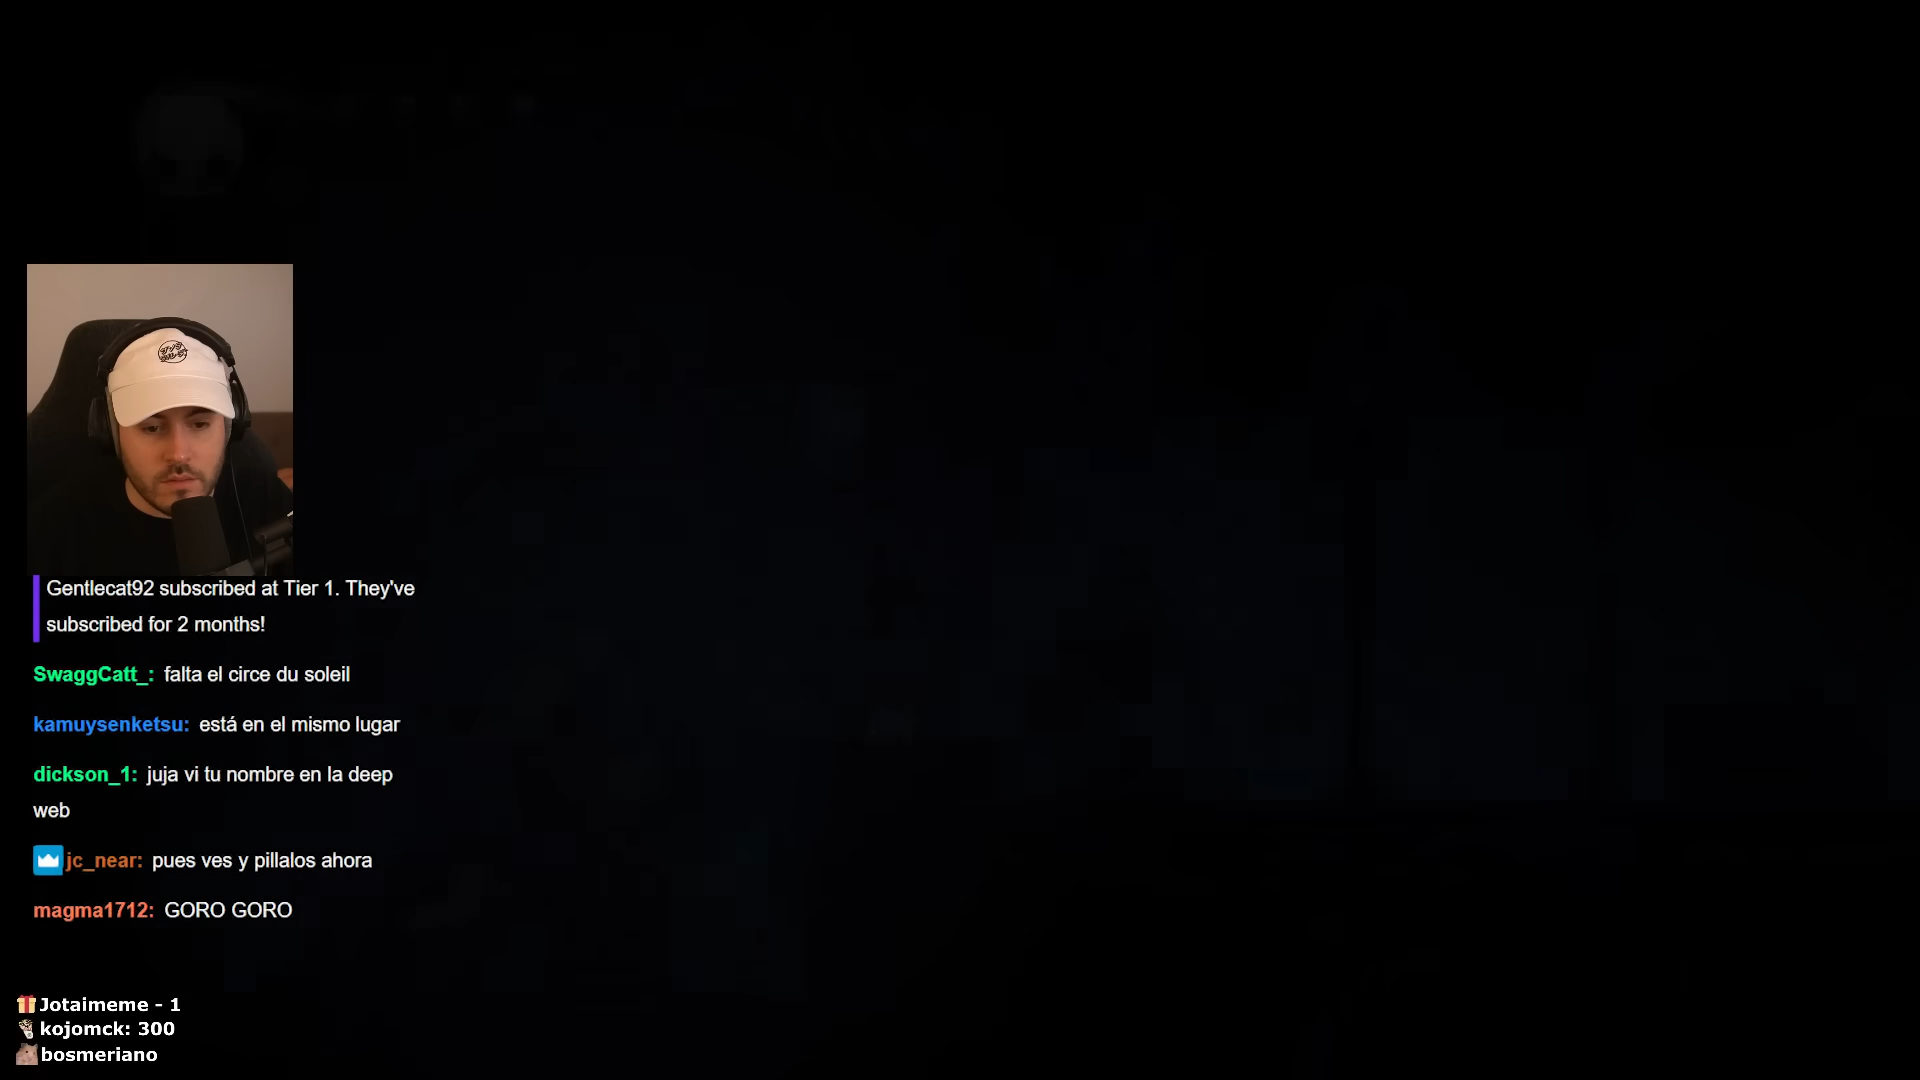 Gentlecat92 subscribed at Tier 1. They've
subscribed for 2 months!
SwaggCatt_: falta el circe du soleil
kamuysenketsu: está en el mismo lugar
dickson_1: juja vi tu nombre en la deep
web
jc_near: pues ves y pillalos ahora
magma1712: GORO GORO
Jotaimeme - 1
kojomck: 300
bosmeriano